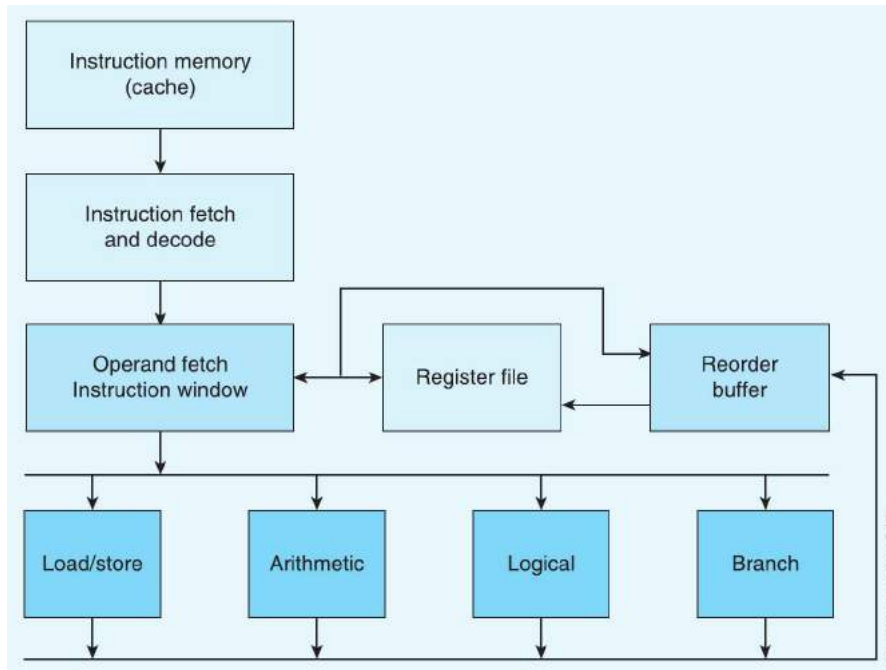 Instruction memory
(cache)
Instruction fetch
and decode
Operand fetch
Instruction window
Register file
Reorder
buffer
Load/store
Arithmetic
Logical
Branch